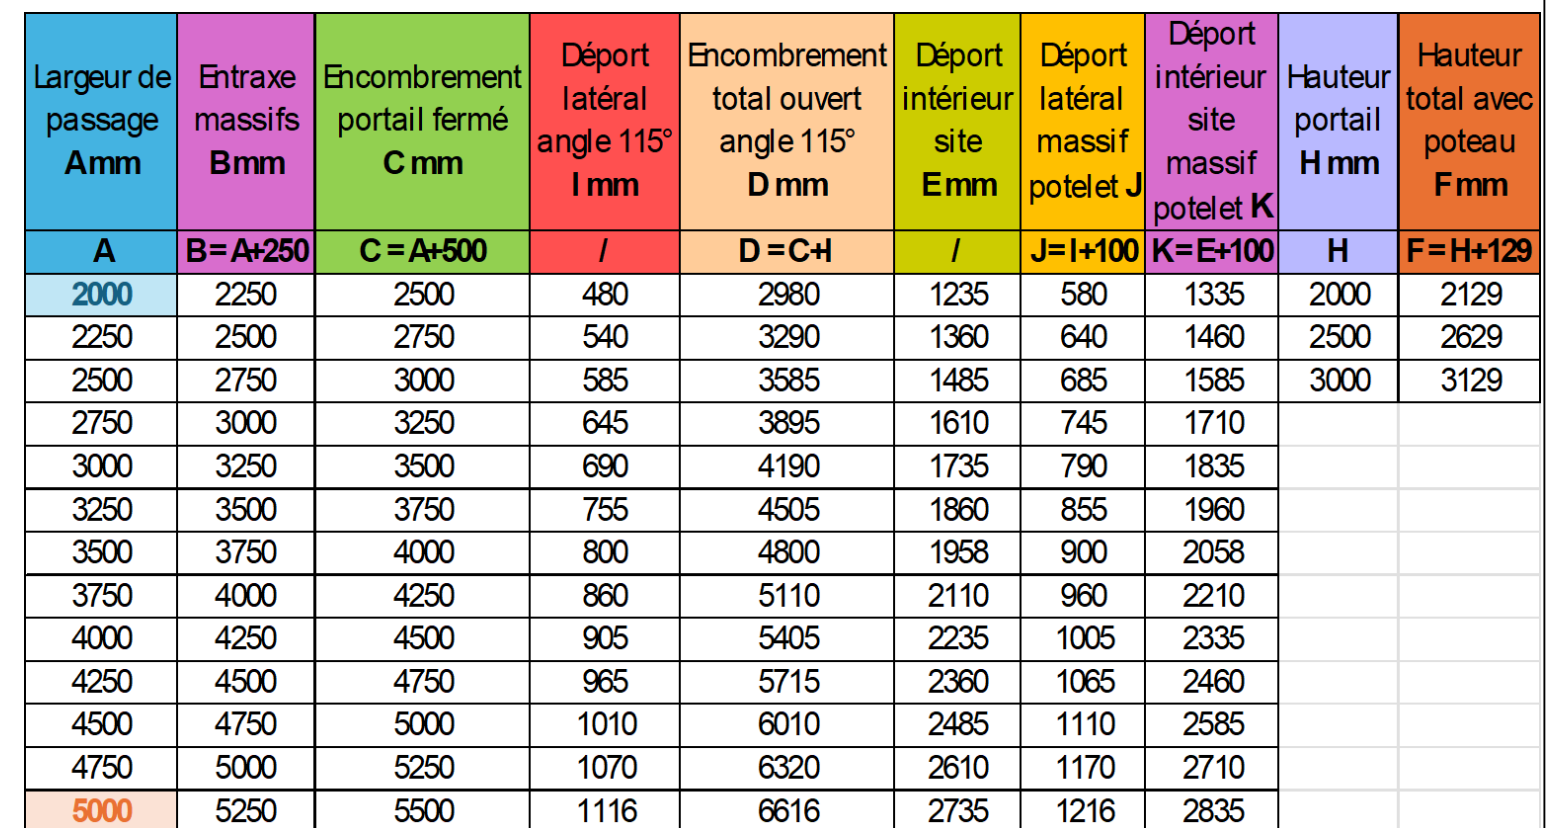 Largeur de passage A mm | Entraxe massifs B mm | Encombrement portail fermé C mm | Déport latéral angle 115° I mm | Encombrement total ouvert angle 115° D mm | Déport intérieur site E mm | Déport latéral massif potelet J | Déport intérieur site massif potelet K | Hauteur portail H mm | Hauteur total avec poteau F mm
A | B = A+250 | C = A+500 | / | D = C+I | / | J = I+100 | K = E+100 | H | F = H+129
2000 | 2250 | 2500 | 480 | 2980 | 1235 | 580 | 1335 | 2000 | 2129
2250 | 2500 | 2750 | 540 | 3290 | 1360 | 640 | 1460 | 2500 | 2629
2500 | 2750 | 3000 | 585 | 3585 | 1485 | 685 | 1585 | 3000 | 3129
2750 | 3000 | 3250 | 645 | 3895 | 1610 | 745 | 1710
3000 | 3250 | 3500 | 690 | 4190 | 1735 | 790 | 1835
3250 | 3500 | 3750 | 755 | 4505 | 1860 | 855 | 1960
3500 | 3750 | 4000 | 800 | 4800 | 1958 | 900 | 2058
3750 | 4000 | 4250 | 860 | 5110 | 2110 | 960 | 2210
4000 | 4250 | 4500 | 905 | 5405 | 2235 | 1005 | 2335
4250 | 4500 | 4750 | 965 | 5715 | 2360 | 1065 | 2460
4500 | 4750 | 5000 | 1010 | 6010 | 2485 | 1110 | 2585
4750 | 5000 | 5250 | 1070 | 6320 | 2610 | 1170 | 2710
5000 | 5250 | 5500 | 1116 | 6616 | 2735 | 1216 | 2835